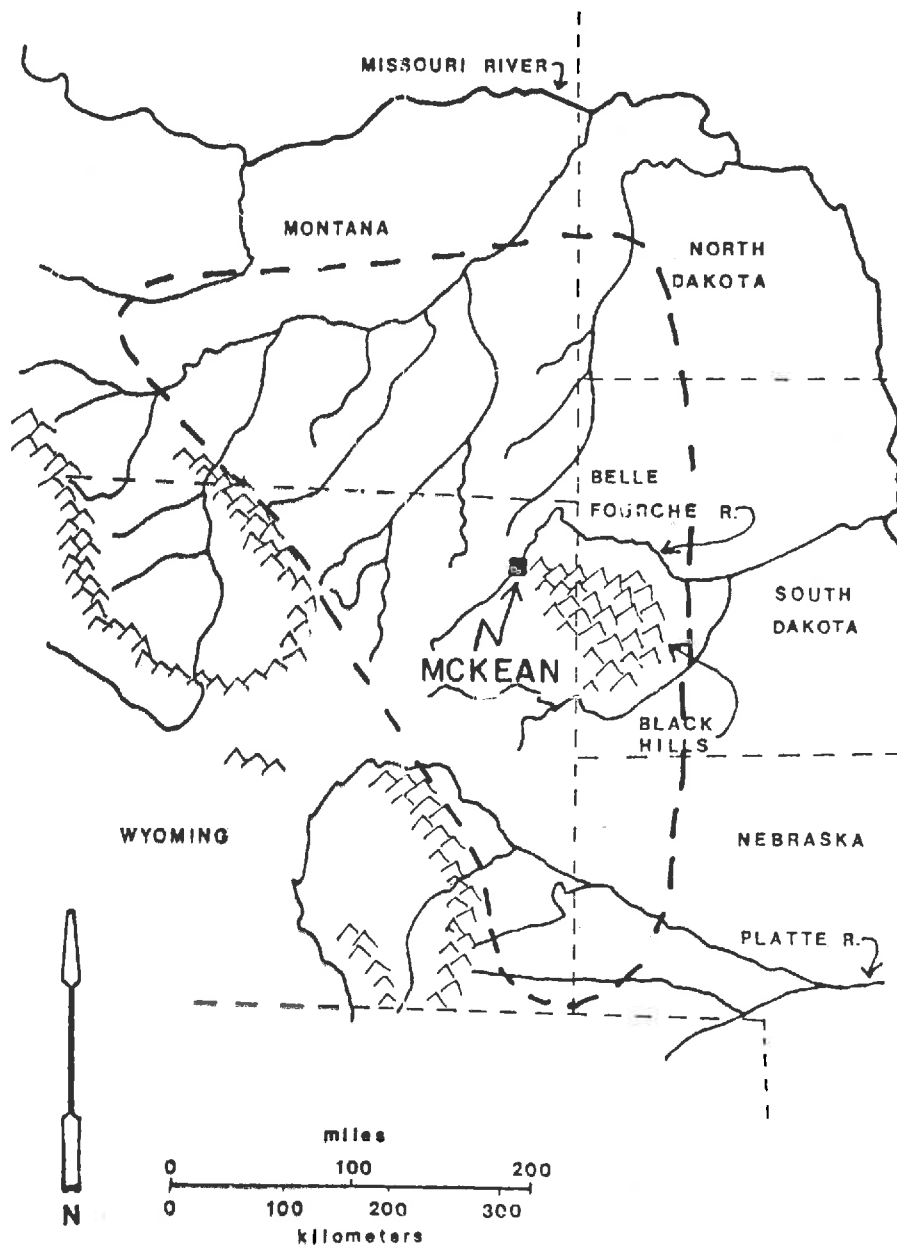 MISSOURI RIVER
MONTANA
NORTH
DAKOTA
BELLE
FOURCHE R.
SOUTH
DAKOTA
MCKEAN
BLACK
HILLS
WYOMING
NEBRASKA
PLATTE R.
miles
0 100 200
0 100 200 300
kilometers
N